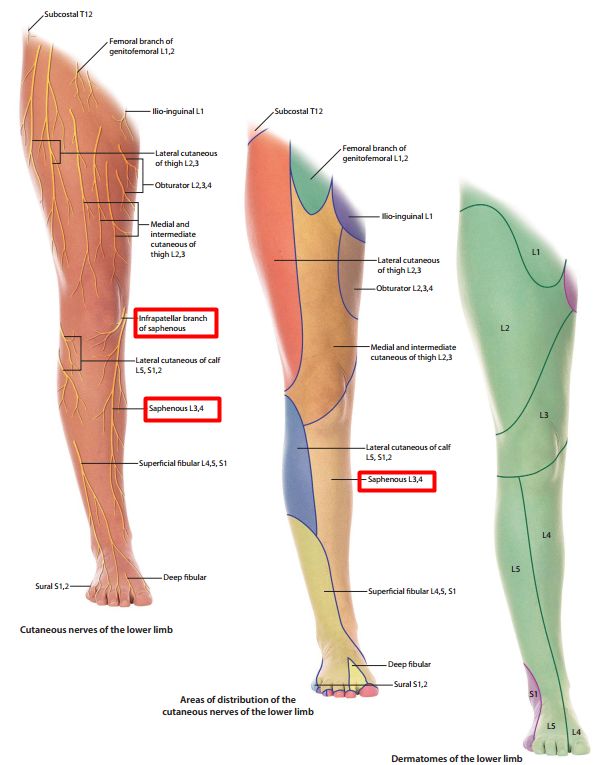 Subcostal T12
Femoral branch of
genitofemoral L1,2
Ilio-inguinal L1
Lateral cutaneous
of thigh L2,3
Obturator L2,3,4
Medial and
intermediate
cutaneous of
thigh L2,3
Infrapatellar branch
of saphenous
Lateral cutaneous of calf
L5, S1,2
Saphenous L3,4
Superficial fibular L4,5, S1
Deep fibular
Sural S1,2
Cutaneous nerves of the lower limb
Subcostal T12
Femoral branch of
genitofemoral L1,2
Ilio-inguinal L1
Lateral cutaneous
of thigh L2,3
Obturator L2,3,4
Medial and intermediate
cutaneous of thigh L2,3
Lateral cutaneous of calf
L5, S1,2
Saphenous L3,4
Superficial fibular L4,5, S1
Deep fibular
Sural S1,2
Areas of distribution of the
cutaneous nerves of the lower limb
L1
L2
L3
L4
L5
S1
L5
L4
Dermatomes of the lower limb